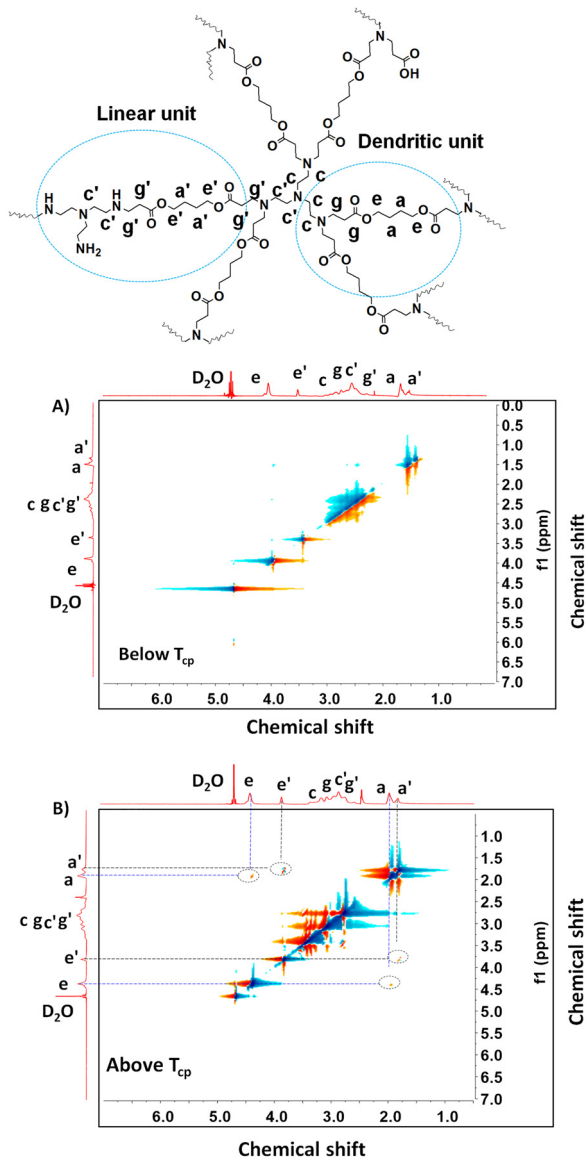 N
N
O
O
O
O
O
O
O
O
OH
Linear unit
Dendritic unit
N
N
c c
H
N
c'
H
N
g'
a'
e'
g'
c'
N
N
c
g
e
a
N
O
O
O
O
O
O
O
O
c'
g'
e'
a'
g'
c'
c
N
g
a
e
NH2
O
O
O
O
O
O
O
O
N
N
D2O e e' c g c' g' a a'
A)
a'
a
c g c' g'
e'
e
D2O
Below Tcp
0.0
0.5
1.0
1.5
2.0
2.5
3.0
3.5
4.0
4.5
5.0
5.5
6.0
6.5
7.0
f1 (ppm)
Chemical shift
6.0 5.0 4.0 3.0 2.0 1.0
Chemical shift
D2O e e' c g c' g' a a'
B)
a'
a
c g c' g'
e'
e
D2O
Above Tcp
1.0
1.5
2.0
2.5
3.0
3.5
4.0
4.5
5.0
5.5
6.0
6.5
7.0
f1 (ppm)
Chemical shift
6.0 5.0 4.0 3.0 2.0 1.0
Chemical shift